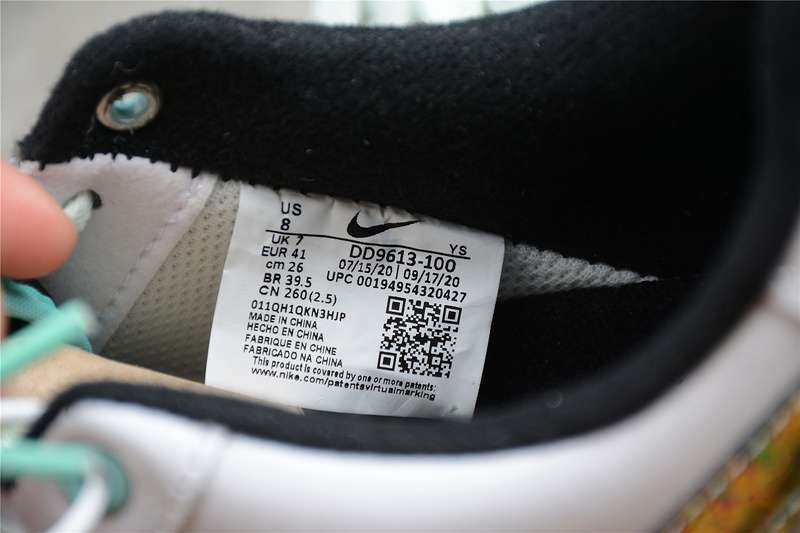 US
8
UK 7
EUR 41
cm 26
BR 39.5
CN 260(2.5)
YS
DD9613-100
07/15/20 | 09/17/20
UPC 00194954320427
011QH1QKN3HJP
MADE IN CHINA
HECHO EN CHINA
FABRIQUE EN CHINE
FABRICADO NA CHINA
This product is covered by one or more patents:
www.nike.com/patentsvirtualmarking